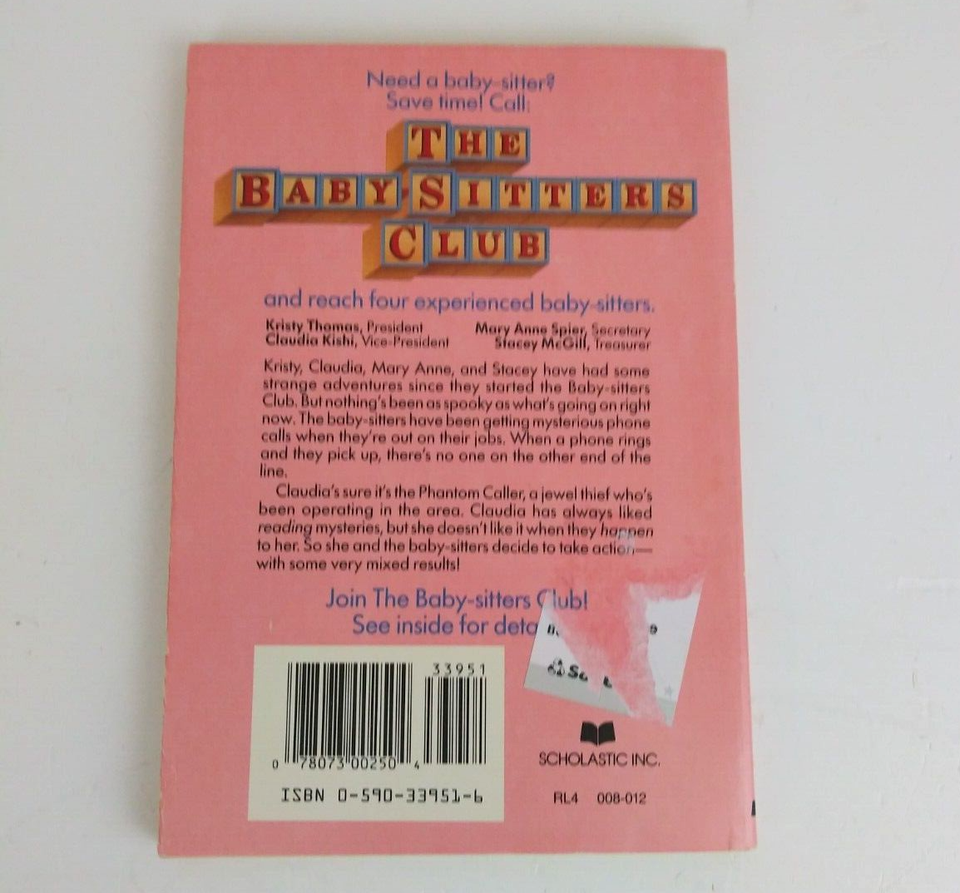 Need a baby-sitter?
Save time! Call:
THE
BABY-SITTERS
CLUB
and reach four experienced baby-sitters.
Kristy Thomas, President Mary Anne Spier, Secretary
Claudia Kishi, Vice-President Stacey McGill, Treasurer
Kristy, Claudia, Mary Anne, and Stacey have had some
strange adventures since they started the Baby-sitters
Club. But nothing's been as spooky as what's going on right
now. The baby-sitters have been getting mysterious phone
calls when they're out on their jobs. When a phone rings
and they pick up, there's no one on the other end of the
line.
Claudia's sure it's the Phantom Caller, a jewel thief who's
been operating in the area. Claudia has always liked
reading mysteries, but she doesn't like it when they happen
to her. So she and the baby-sitters decide to take action—
with some very mixed results!
Join The Baby-sitters Club!
See inside for deta
33951
0 78073 00250 4
ISBN 0-590-33951-6
SCHOLASTIC INC.
RL4 008-012